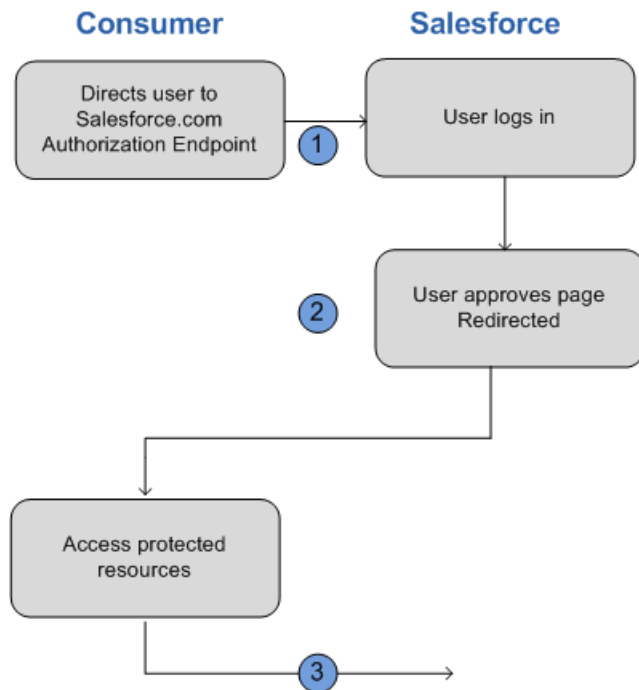 Consumer
Salesforce
Directs user to
Salesforce.com
Authorization Endpoint
1
User logs in
2
User approves page
Redirected
Access protected
resources
3